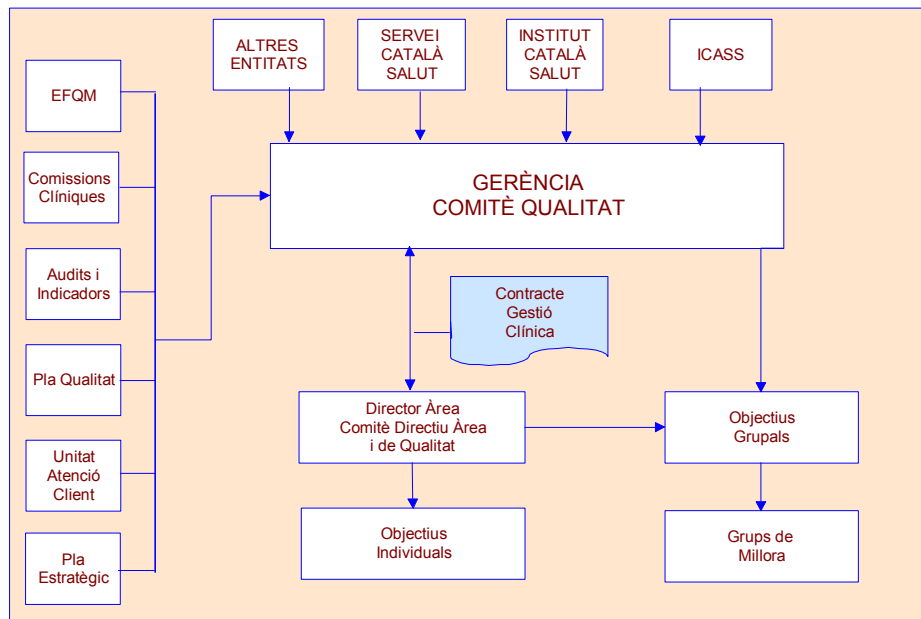 ALTRES
ENTITATS
SERVEI
CATALÀ
SALUT
INSTITUT
CATALÀ
SALUT
ICASS
EFQM
Comissions
Clíniques
Audits i
Indicadors
Pla Qualitat
Unitat
Atenció
Client
Pla
Estratègic
GERÈNCIA
COMITÈ QUALITAT
Contracte
Gestió
Clínica
Director Àrea
Comitè Directiu Àrea
i de Qualitat
Objectius
Grupals
Objectius
Individuals
Grups de
Millora